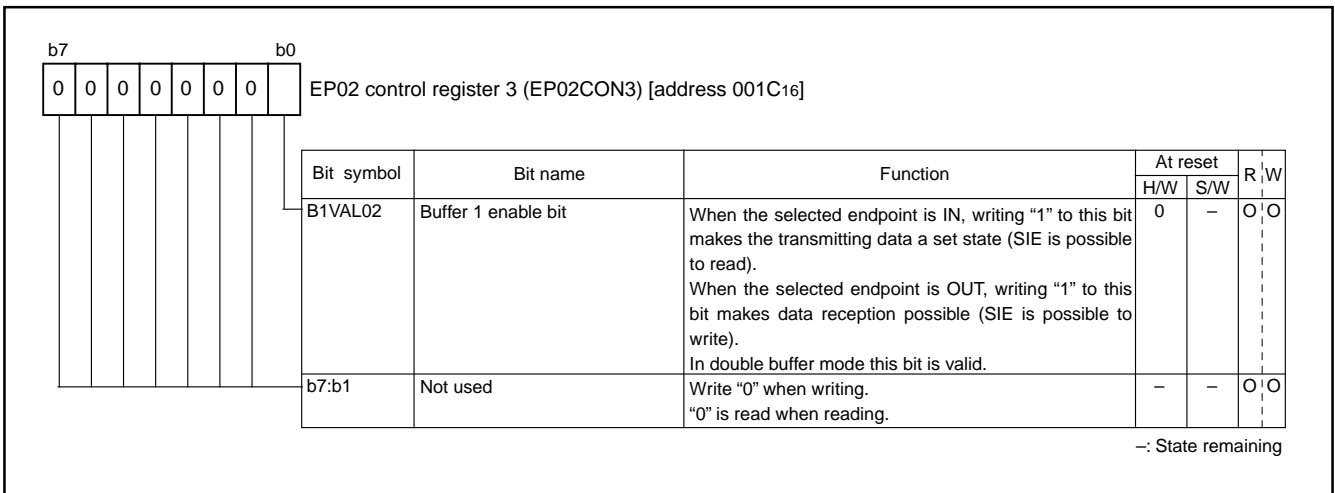 b7 b0
0 0 0 0 0 0 0
EP02 control register 3 (EP02CON3) [address 001C16]
Bit symbol Bit name Function At reset R W
H/W S/W
B1VAL02 Buffer 1 enable bit When the selected endpoint is IN, writing “1” to this bit 0 – O O
makes the transmitting data a set state (SIE is possible
to read).
When the selected endpoint is OUT, writing “1” to this
bit makes data reception possible (SIE is possible to
write).
In double buffer mode this bit is valid.
b7:b1 Not used Write “0” when writing. – – O O
“0” is read when reading.
–: State remaining